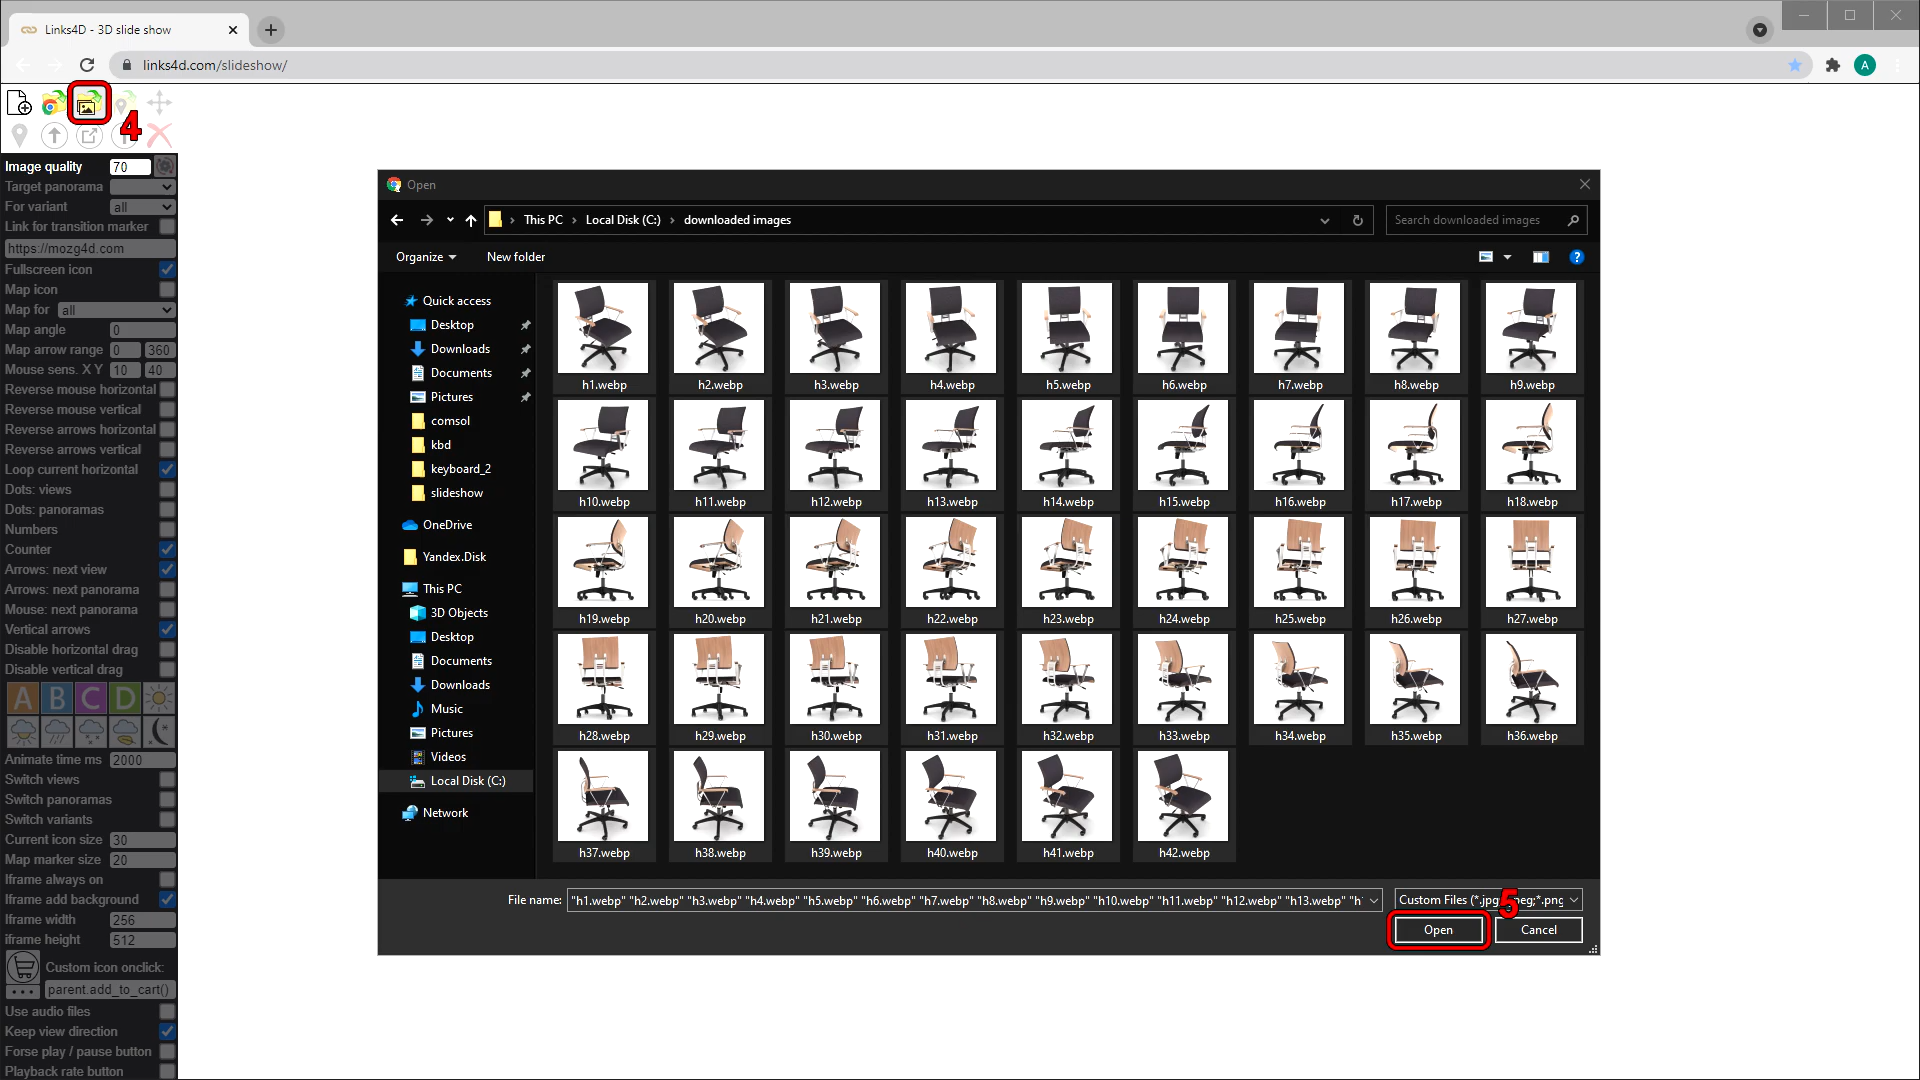 Links4D - 3D slide show
links4d.com/slideshow/
A
4
Image quality 70
Target panorama
For variant all
Link for transition marker
https://mozg4d.com
Fullscreen icon
Map icon
Map for all
Map angle 0
Map arrow range 0 360
Mouse sens. X Y 10 40
Reverse mouse horizontal
Reverse mouse vertical
Reverse arrows horizontal
Reverse arrows vertical
Loop current horizontal
Dots: views
Dots: panoramas
Numbers
Counter
Arrows: next view
Arrows: next panorama
Mouse: next panorama
Vertical arrows
Disable horizontal drag
Disable vertical drag
A B C D
Animate time ms 2000
Switch views
Switch panoramas
Switch variants
Current icon size 30
Map marker size 20
Iframe always on
Iframe add background
Iframe width 256
iframe height 512
Custom icon onclick:
parent.add_to_cart()
Use audio files
Keep view direction
Forse play / pause button
Playback rate button
Open
This PC Local Disk (C:) downloaded images
Search downloaded images
Organize New folder
?
Quick access
Desktop
Downloads
Documents
Pictures
comsol
kbd
keyboard_2
slideshow
OneDrive
Yandex.Disk
This PC
3D Objects
Desktop
Documents
Downloads
Music
Pictures
Videos
Local Disk (C:)
Network
h1.webp h2.webp h3.webp h4.webp h5.webp h6.webp h7.webp h8.webp h9.webp
h10.webp h11.webp h12.webp h13.webp h14.webp h15.webp h16.webp h17.webp h18.webp
h19.webp h20.webp h21.webp h22.webp h23.webp h24.webp h25.webp h26.webp h27.webp
h28.webp h29.webp h30.webp h31.webp h32.webp h33.webp h34.webp h35.webp h36.webp
h37.webp h38.webp h39.webp h40.webp h41.webp h42.webp
File name: "h1.webp" "h2.webp" "h3.webp" "h4.webp" "h5.webp" "h6.webp" "h7.webp" "h8.webp" "h9.webp" "h10.webp" "h11.webp" "h12.webp" "h13.webp" "h
Custom Files (*.jpg; peg;*.png
5
Open Cancel